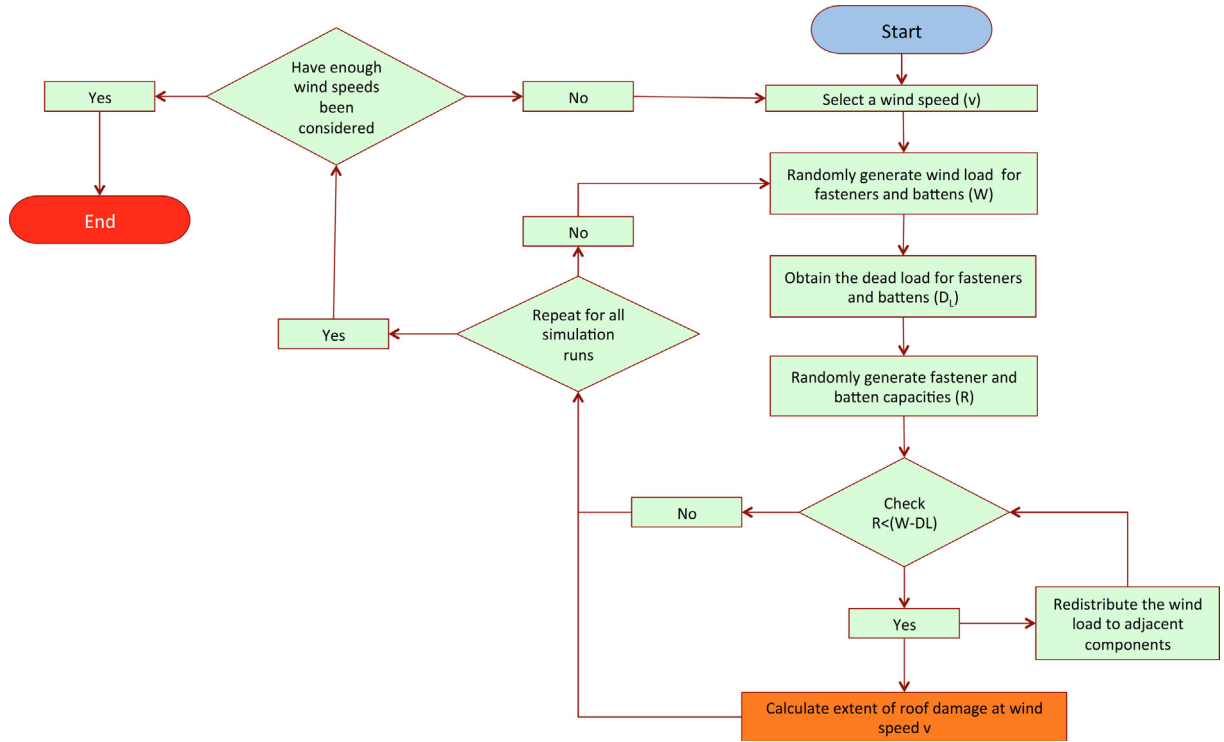 Start
Have enough
wind speeds
been
considered
Yes
No
Select a wind speed (v)
End
Randomly generate wind load for
fasteners and battens (W)
No
Obtain the dead load for fasteners
and battens (DL)
Repeat for all
simulation
runs
Yes
Randomly generate fastener and
batten capacities (R)
Check
R<(W-DL)
No
Yes
Redistribute the wind
load to adjacent
components
Calculate extent of roof damage at wind
speed v